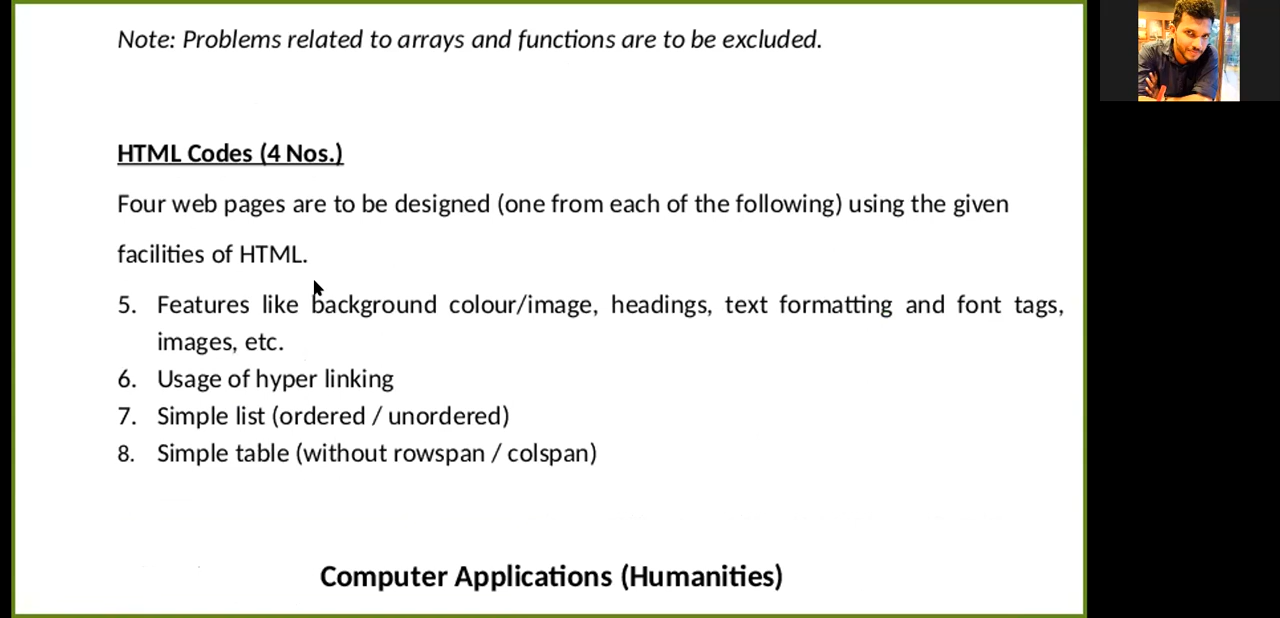 Note: Problems related to arrays and functions are to be excluded.
HTML Codes (4 Nos.)
Four web pages are to be designed (one from each of the following) using the given
facilities of HTML.
5. Features like background colour/image, headings, text formatting and font tags,
images, etc.
6. Usage of hyper linking
7. Simple list (ordered / unordered)
8. Simple table (without rowspan / colspan)
Computer Applications (Humanities)